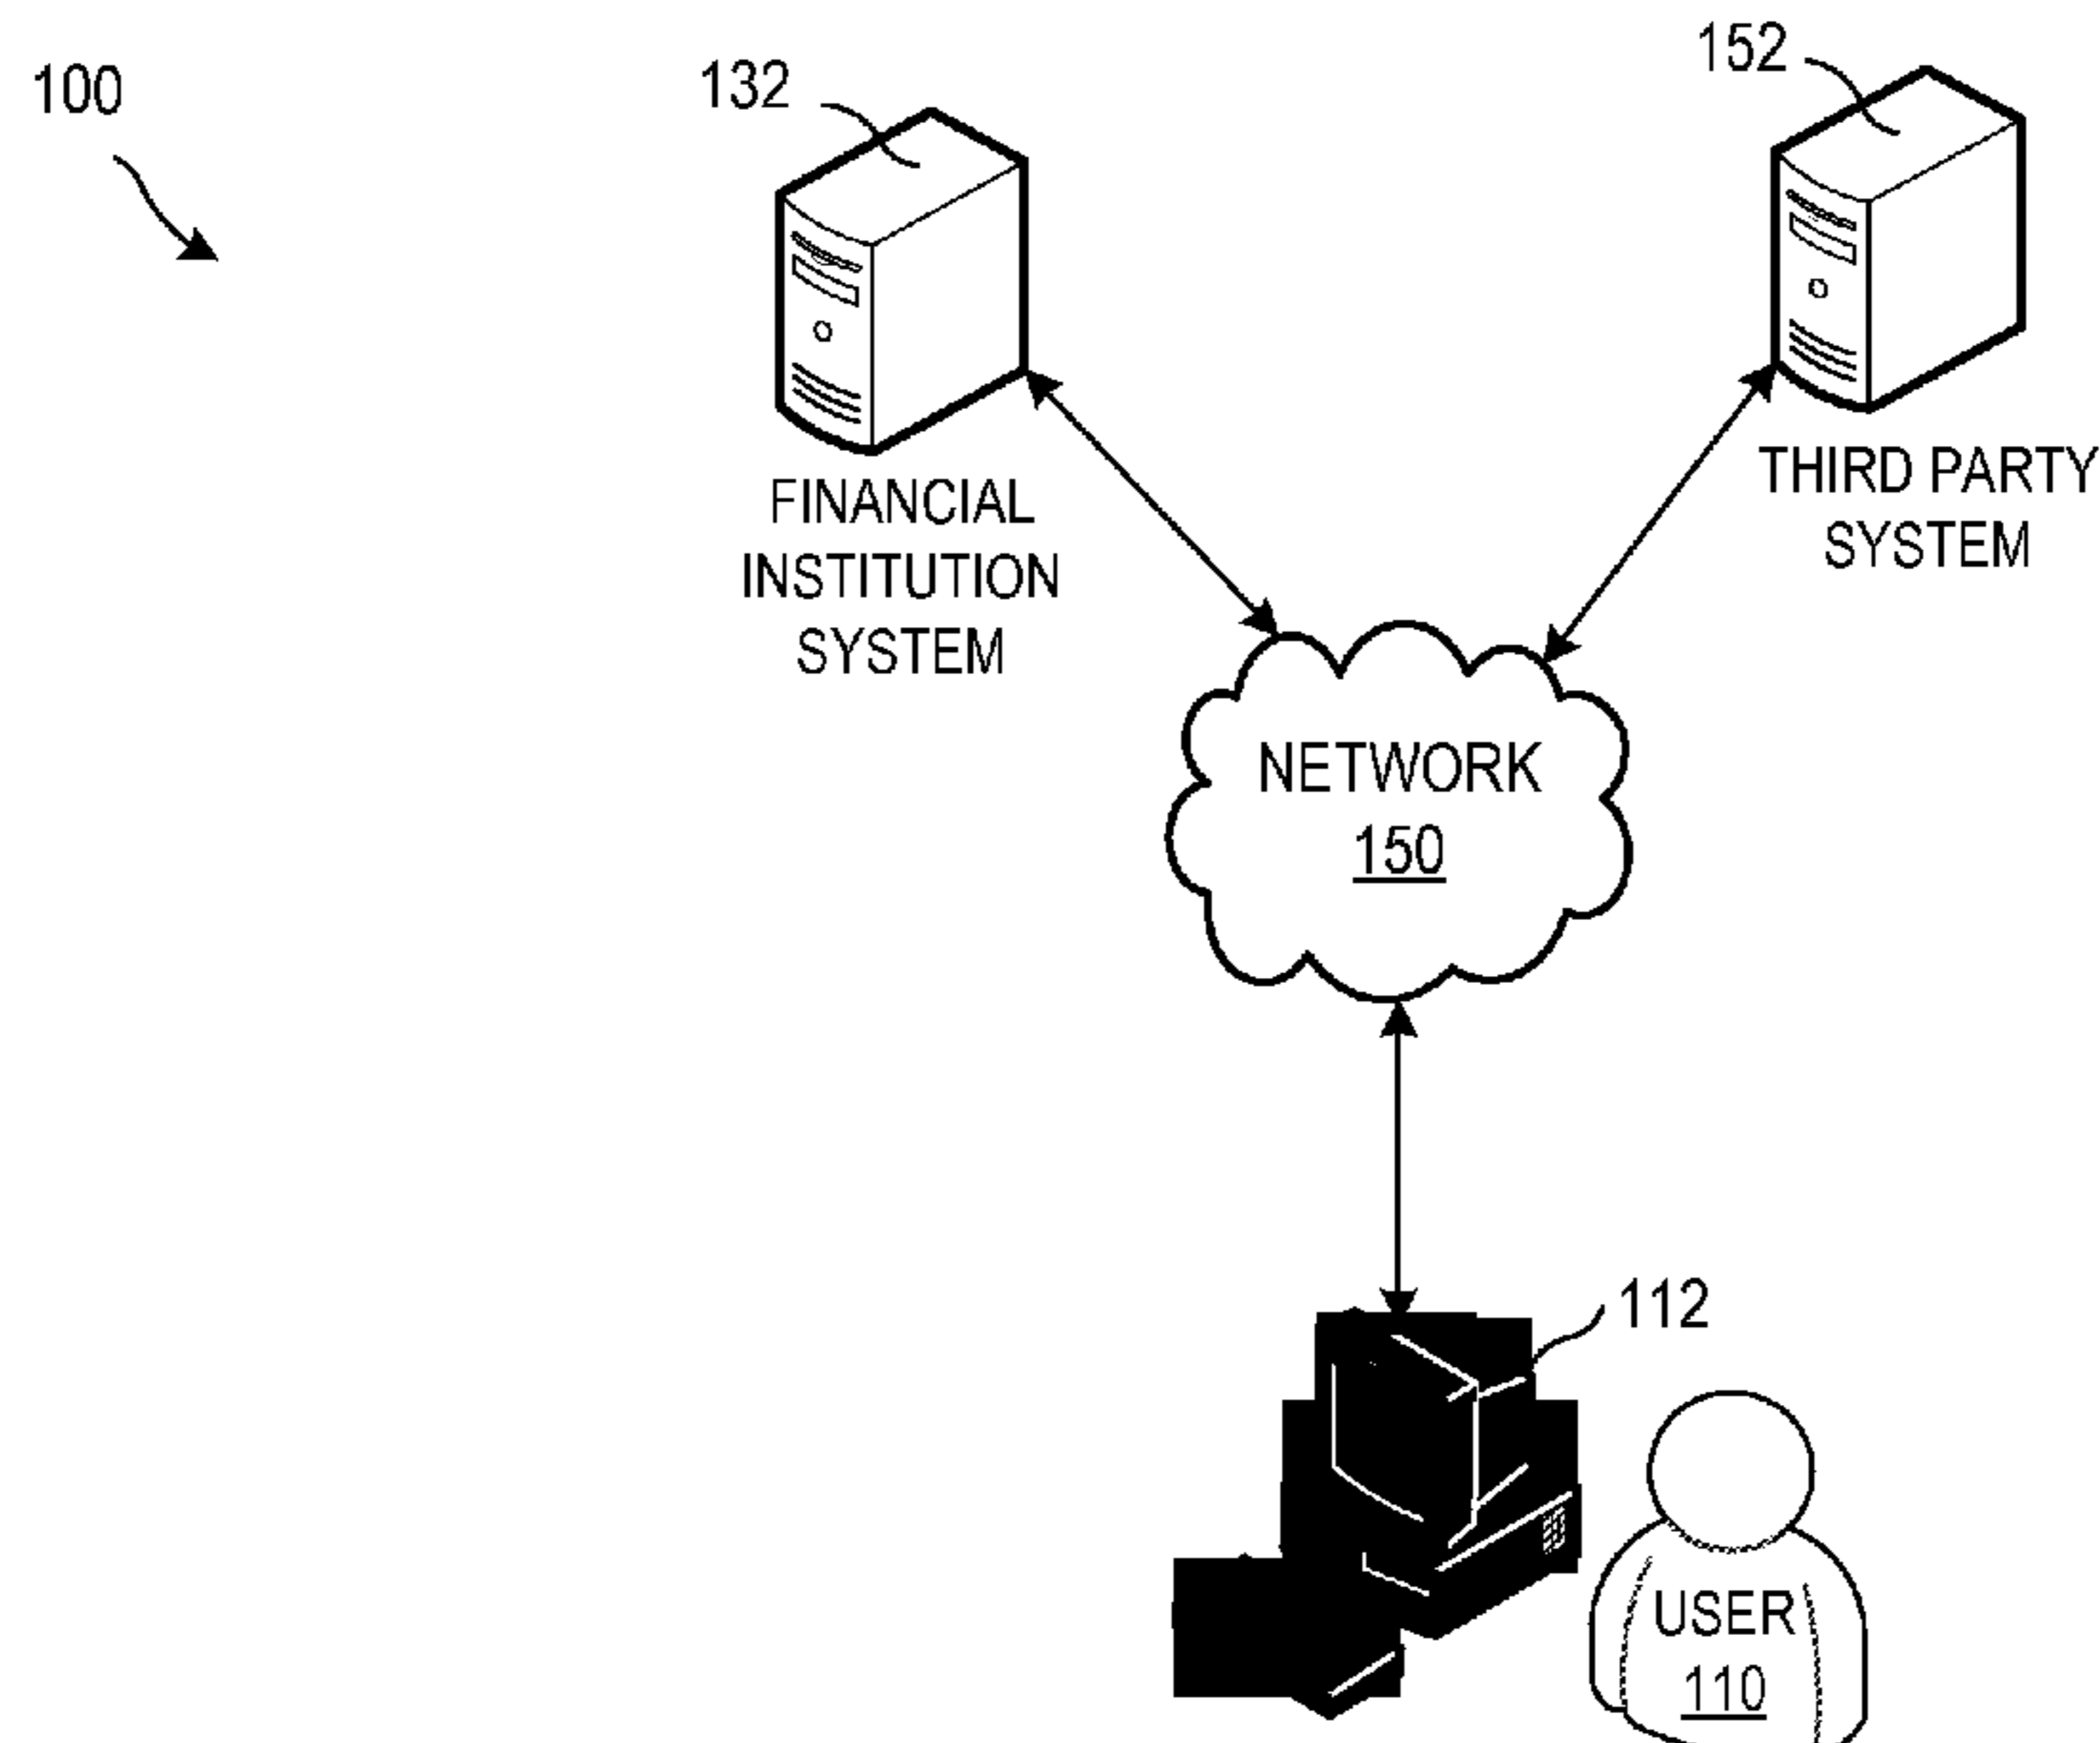 100
132
152
FINANCIAL
INSTITUTION
SYSTEM
THIRD PARTY
SYSTEM
NETWORK
150
112
USER
110